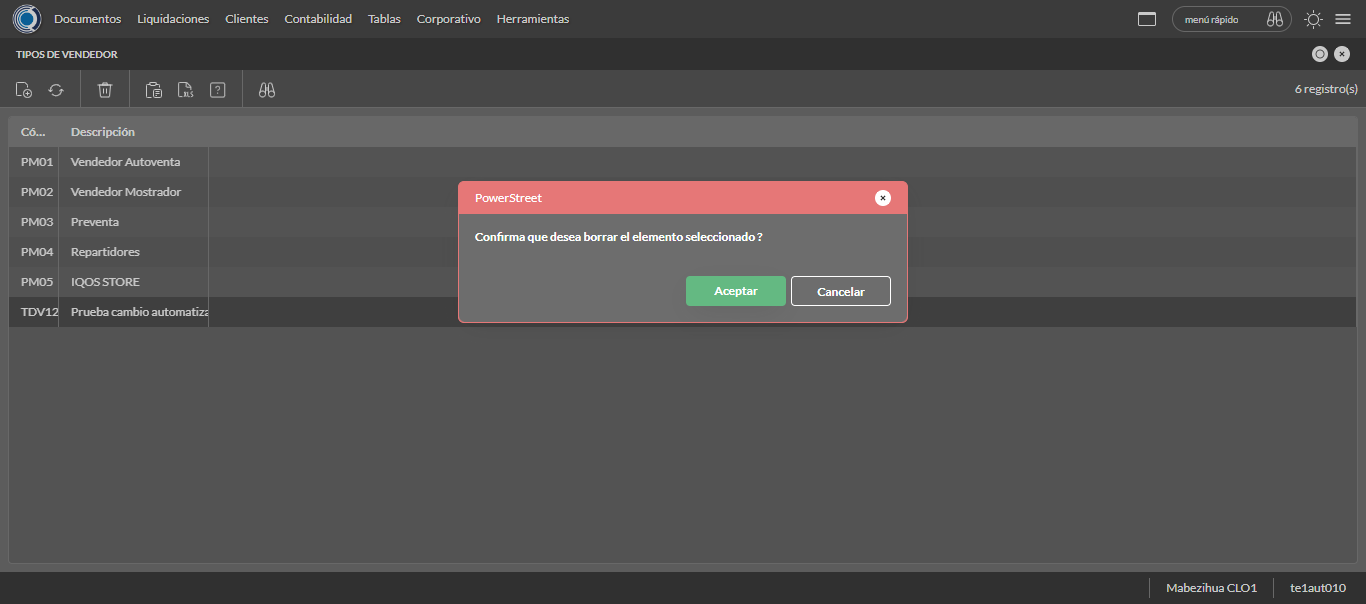 Documentos Liquidaciones Clientes Contabilidad Tablas Corporativo Herramientas menú rápido
TIPOS DE VENDEDOR
XLS ? 6 registro(s)
Có... Descripción
PM01 Vendedor Autoventa
PM02 Vendedor Mostrador
PM03 Preventa
PM04 Repartidores
PM05 IQOS STORE
TDV12 Prueba cambio automatiza
PowerStreet
Confirma que desea borrar el elemento seleccionado ?
Aceptar Cancelar
Mabezihua CLO1 te1aut010